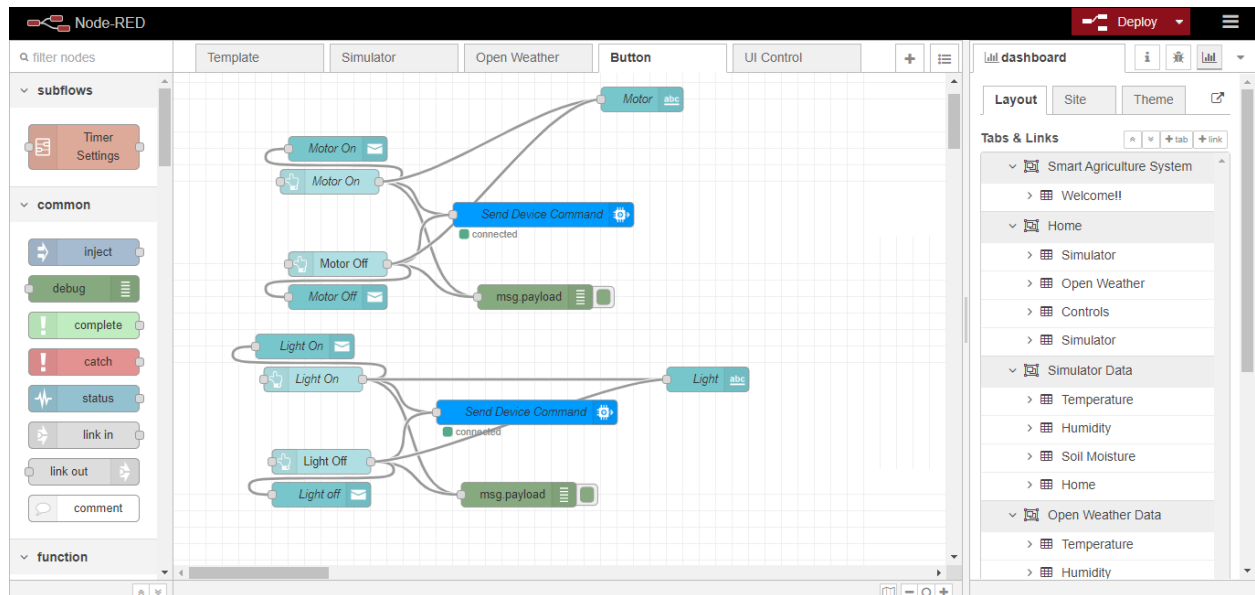 Node-RED
Deploy
filter nodes
Template
Simulator
Open Weather
Button
UI Control
dashboard
i
subflows
Timer
Settings
common
inject
debug
complete
catch
status
link in
link out
comment
function
Motor abc
Motor On
Motor On
Send Device Command
connected
Motor Off
Motor Off
msg.payload
Light On
Light On
Light abc
Send Device Command
connected
Light Off
Light off
msg.payload
Layout
Site
Theme
Tabs & Links
+ tab
+ link
Smart Agriculture System
Welcome!!
Home
Simulator
Open Weather
Controls
Simulator
Simulator Data
Temperature
Humidity
Soil Moisture
Home
Open Weather Data
Temperature
Humidity